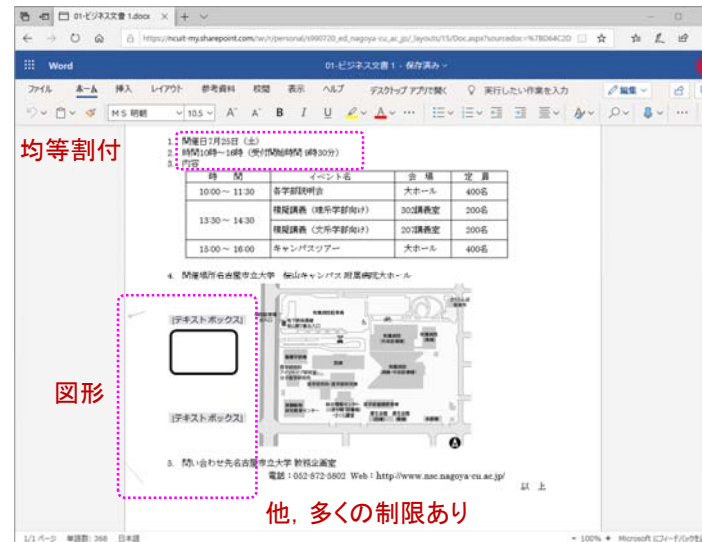 01-ビジネス文書 1.docx
https://ncuit-my.sharepoint.com/:w:/r/personal/s990720_ed_nagoya-cu_ac_jp/_layouts/15/Doc.aspx?sourcedoc=%7BD64C2D
Word
01-ビジネス文書 1 - 保存済み
ファイル ホーム 挿入 レイアウト 参考資料 校閲 表示 ヘルプ デスクトップ アプリで開く 実行したい作業を入力 編集
MS 明朝 10.5 A A B I U A
均等割付
1. 開催日7月25日（土）
2. 時間10時～16時（受付開始時間 9時30分）
3. 内容
時 間 イベント名 会 場 定 員
10:00 ～ 11:30 各学部説明会 大ホール 400名
13:30 ～ 14:30 模擬講義（理系学部向け） 302講義室 200名
模擬講義（文系学部向け） 207講義室 200名
15:00 ～ 16:00 キャンパスツアー 大ホール 400名
4. 開催場所名古屋市立大学 桜山キャンパス 附属病院大ホール
[テキスト ボックス]
図形
[テキスト ボックス]
5. 問い合わせ先名古屋市立大学 教務企画室
電話：052-872-5802 Web：http://www.nsc.nagoya-cu.ac.jp/
以 上
他，多くの制限あり
1/1 ページ 単語数: 368 日本語 100%